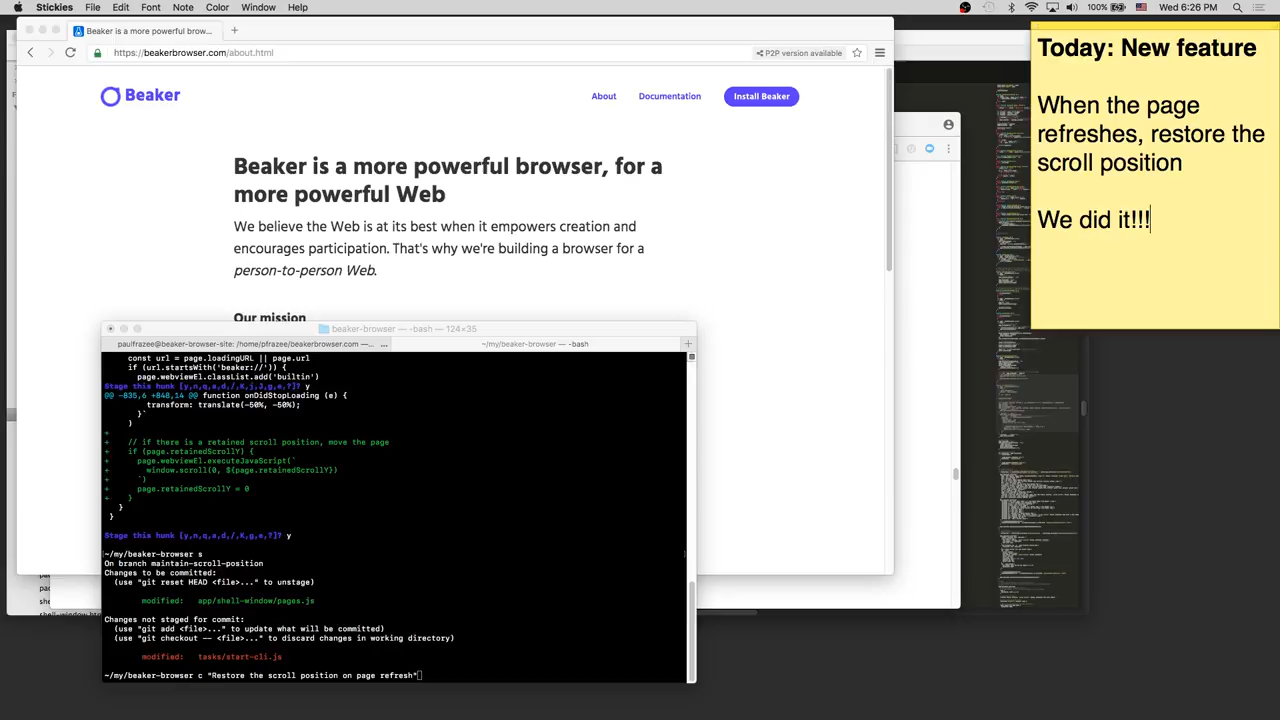 Stickies File Edit Font Note Color Window Help
100% Wed 6:26 PM
Beaker is a more powerful brow...
https://beakerbrowser.com/about.html
P2P version available
Beaker
About Documentation Install Beaker
Beaker is a more powerful browser, for a
more powerful Web
We believe the Web is at its best when it empowers creation and
encourages participation. That's why we're building a browser for a
person-to-person Web.
Our mission
Today: New feature
When the page
refreshes, restore the
scroll position
We did it!!!
beaker-browser — -bash — 124×35
paulfrazee@beaker-browser-site: /home/pfrazee/beakerbrowser.com —... ...
~/my/beaker-browser — -bash
const url = page.loadingURL || page.url
if (url.startsWith('beaker://')) {
page.webviewEl.classList.add('builtin')
Stage this hunk [y,n,q,a,d,/,K,j,J,g,e,?]? y
@@ -835,6 +848,14 @@ function onDidStopLoading (e) {
transform: translate(-50%, -50%);
}`
)
+
+ // if there is a retained scroll position, move the page
+ if (page.retainedScrollY) {
+ page.webviewEl.executeJavaScript(`
+ window.scroll(0, ${page.retainedScrollY})
+ `)
+ page.retainedScrollY = 0
+ }
}
}
Stage this hunk [y,n,q,a,d,/,K,g,e,?]? y
~/my/beaker-browser s
On branch maintain-scroll-position
Changes to be committed:
(use "git reset HEAD <file>..." to unstage)
modified: app/shell-window/pages.js
Changes not staged for commit:
(use "git add <file>..." to update what will be committed)
(use "git checkout -- <file>..." to discard changes in working directory)
modified: tasks/start-cli.js
~/my/beaker-browser c "Restore the scroll position on page refresh"